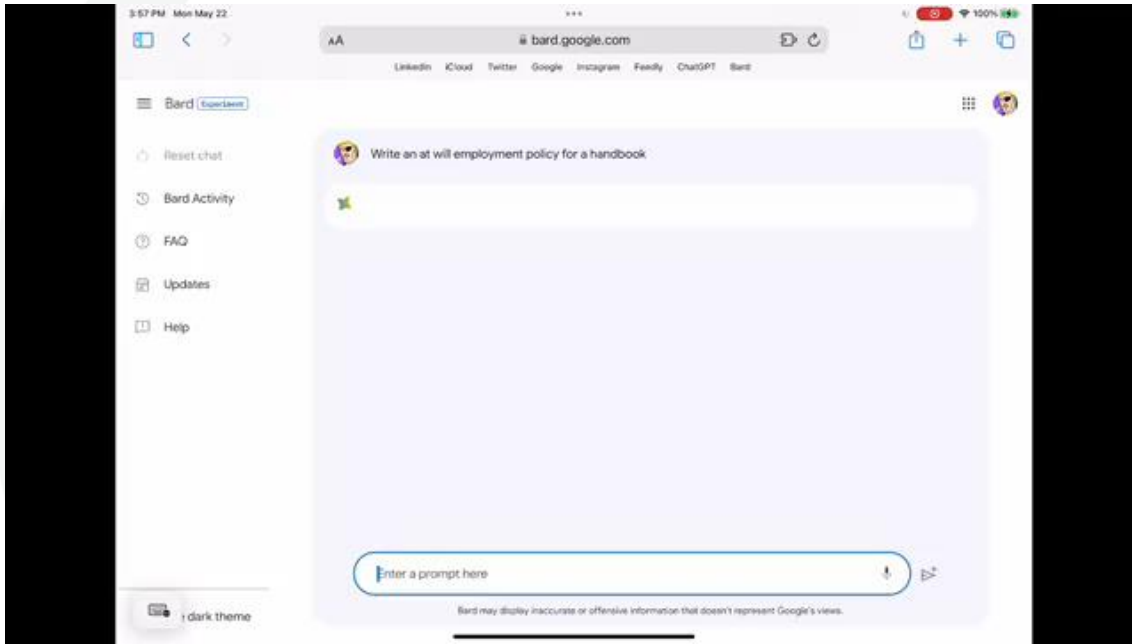 3:57 PM Mon May 22
100%
AA
bard.google.com
LinkedIn iCloud Twitter Google Instagram Feedly ChatGPT Bard
Bard Experiment
Reset chat
Write an at will employment policy for a handbook
Bard Activity
FAQ
Updates
Help
Enter a prompt here
Bard may display inaccurate or offensive information that doesn't represent Google's views.
dark theme